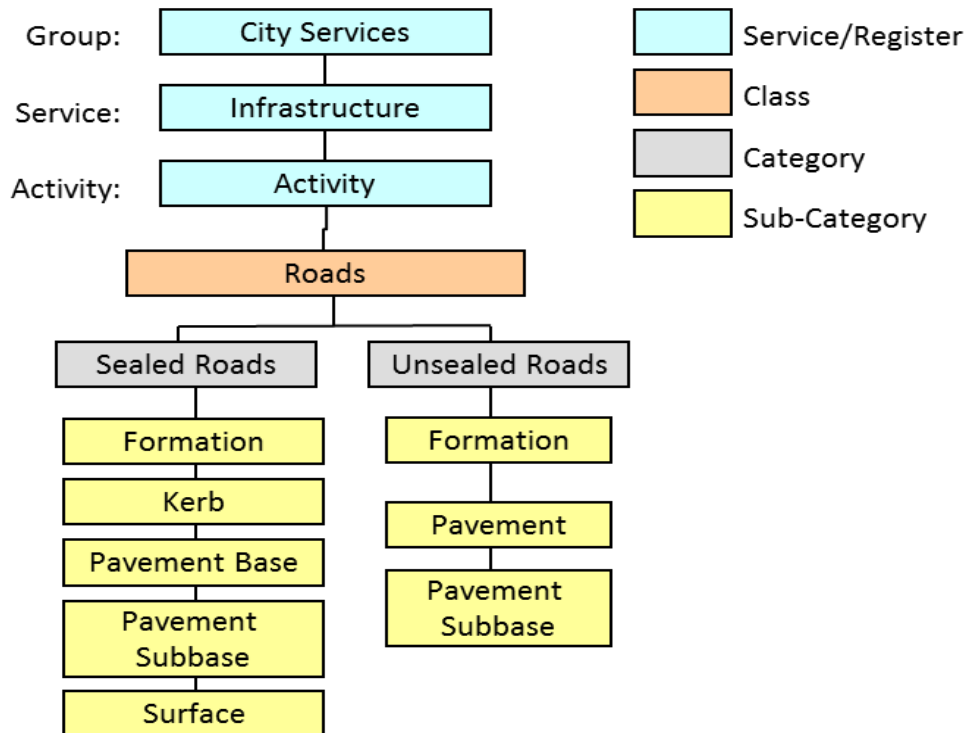 Group:
City Services
Service/Register
Service:
Infrastructure
Class
Category
Activity:
Activity
Sub-Category
Roads
Sealed Roads
Unsealed Roads
Formation
Kerb
Pavement Base
Pavement
Subbase
Surface
Formation
Pavement
Pavement
Subbase